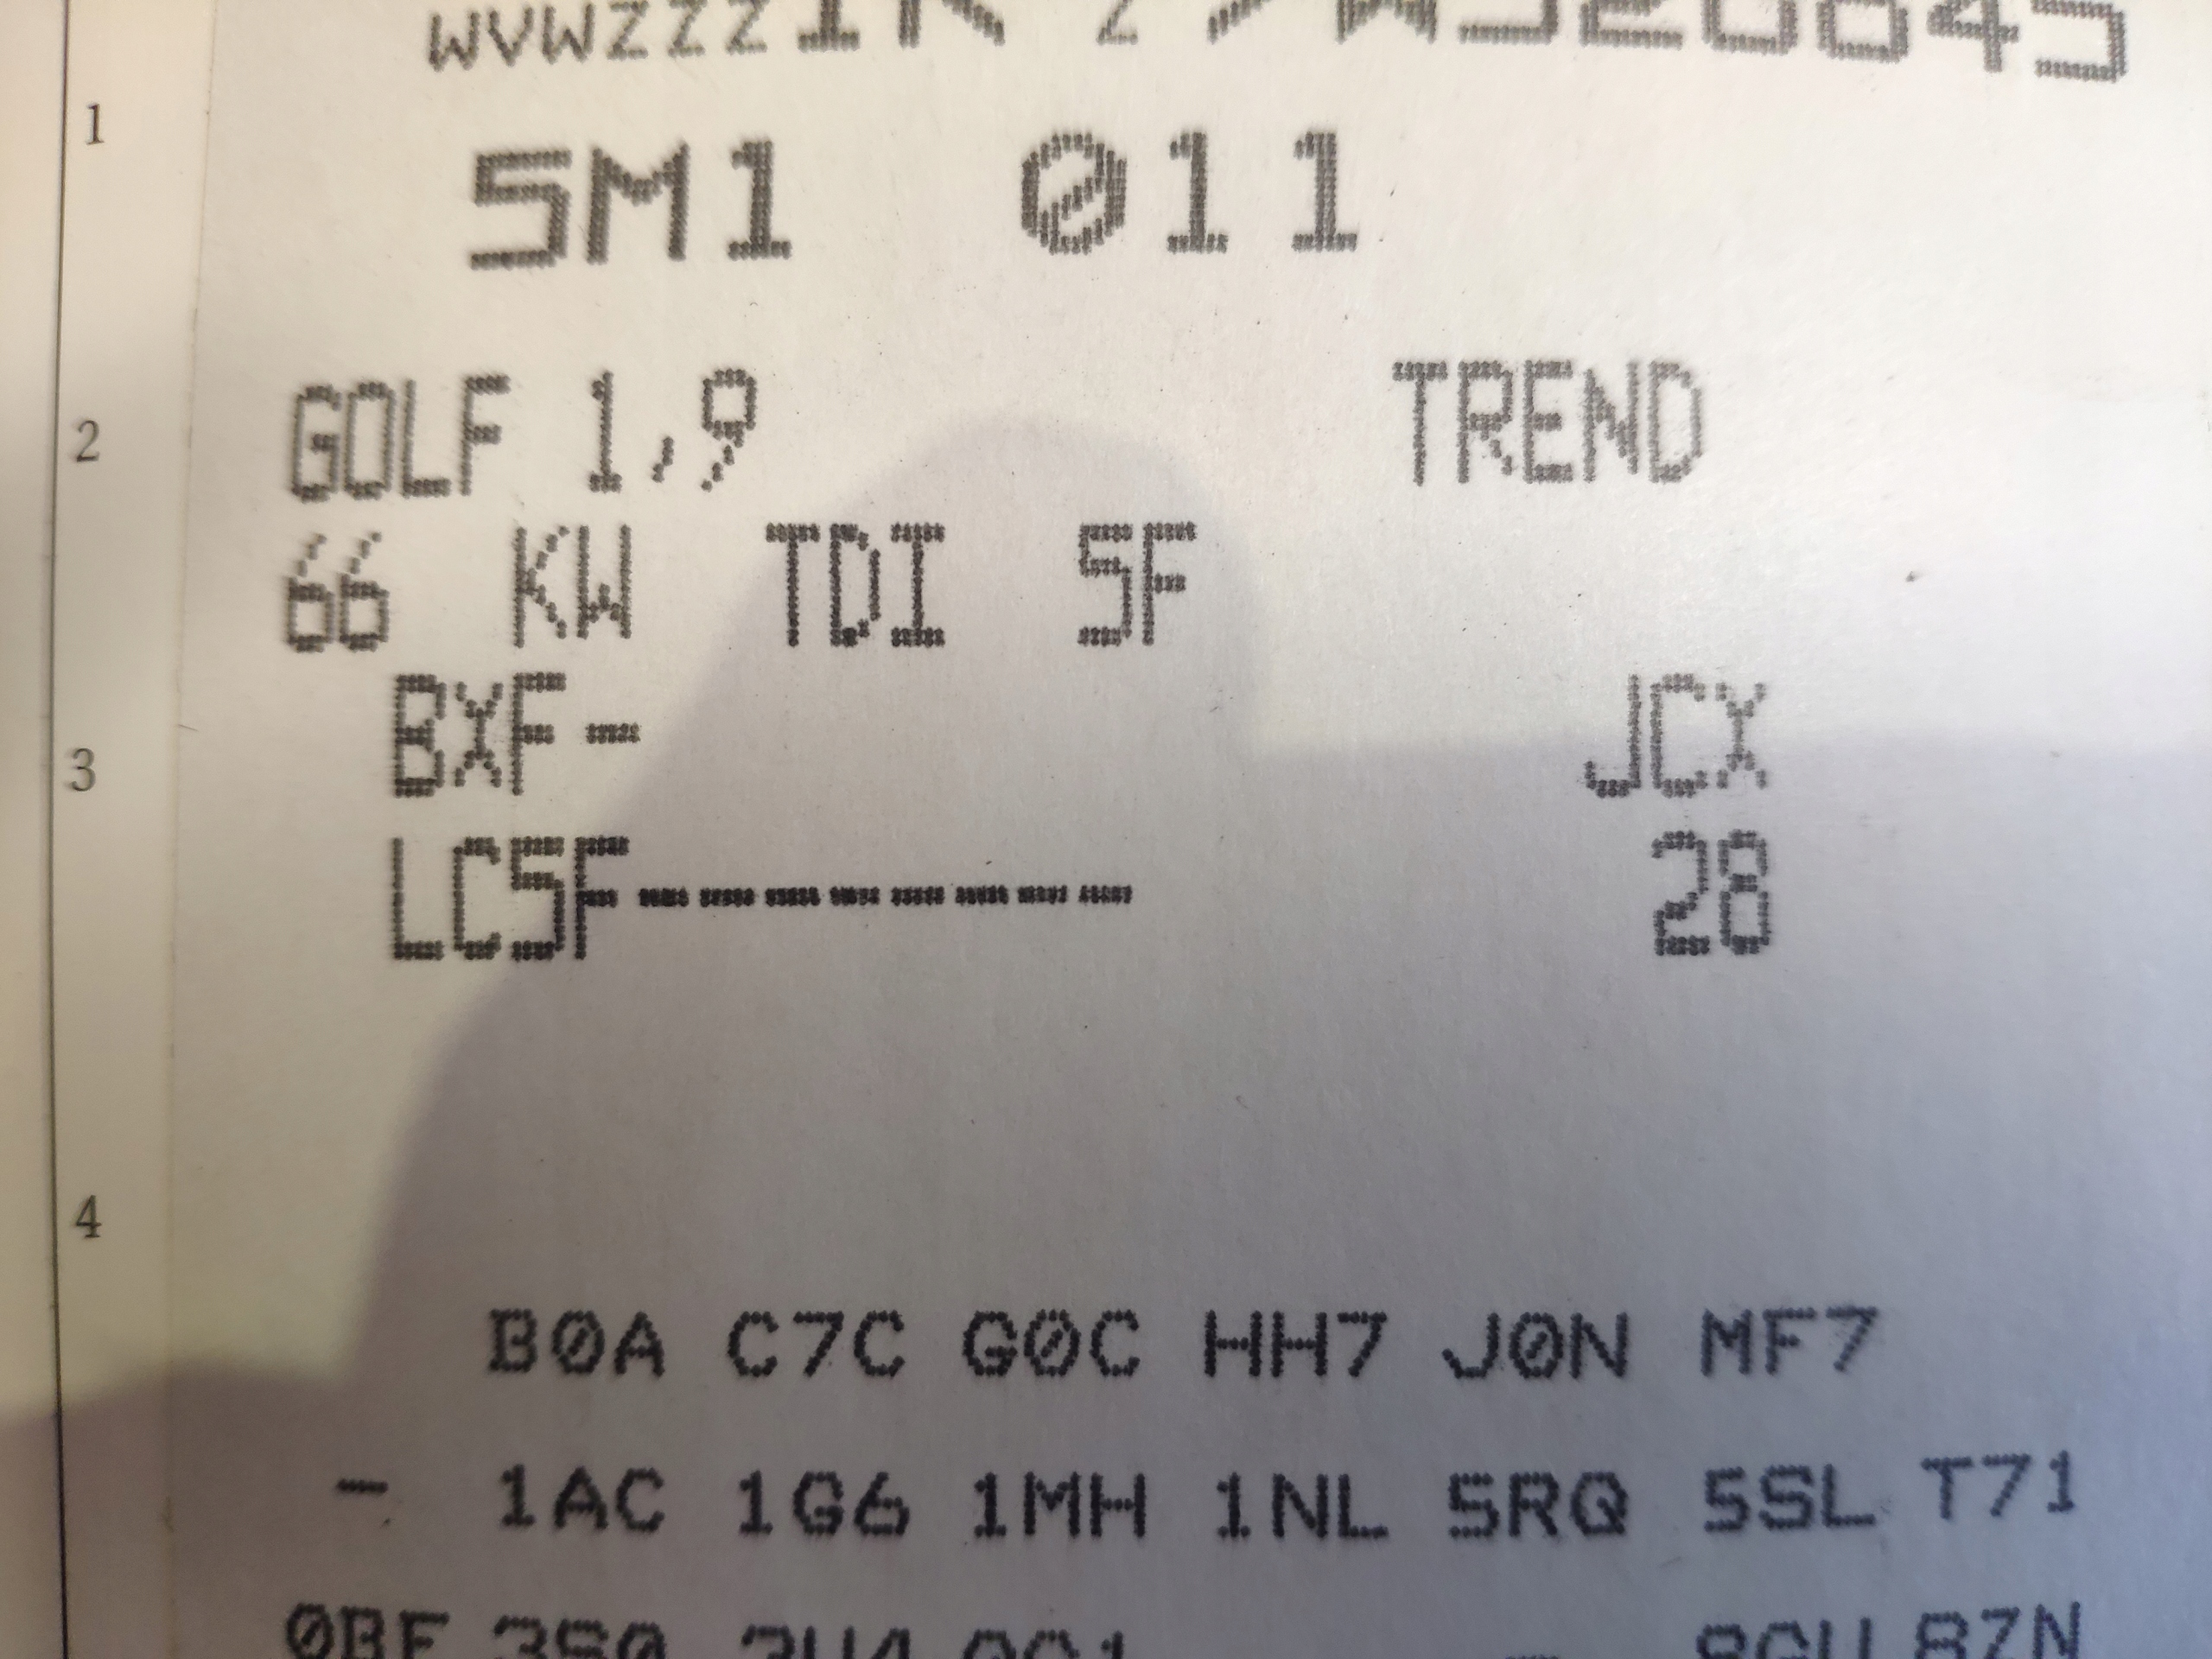 1
5M1 011
2
GOLF 1,9 TREND
66 KW TDI 5F
3
BXF- JCX
LC5F--------- 28
4
B0A C7C G0C HH7 J0N MF7
- 1AC 1G6 1MH 1NL 5RQ 5SL T71
8ZN